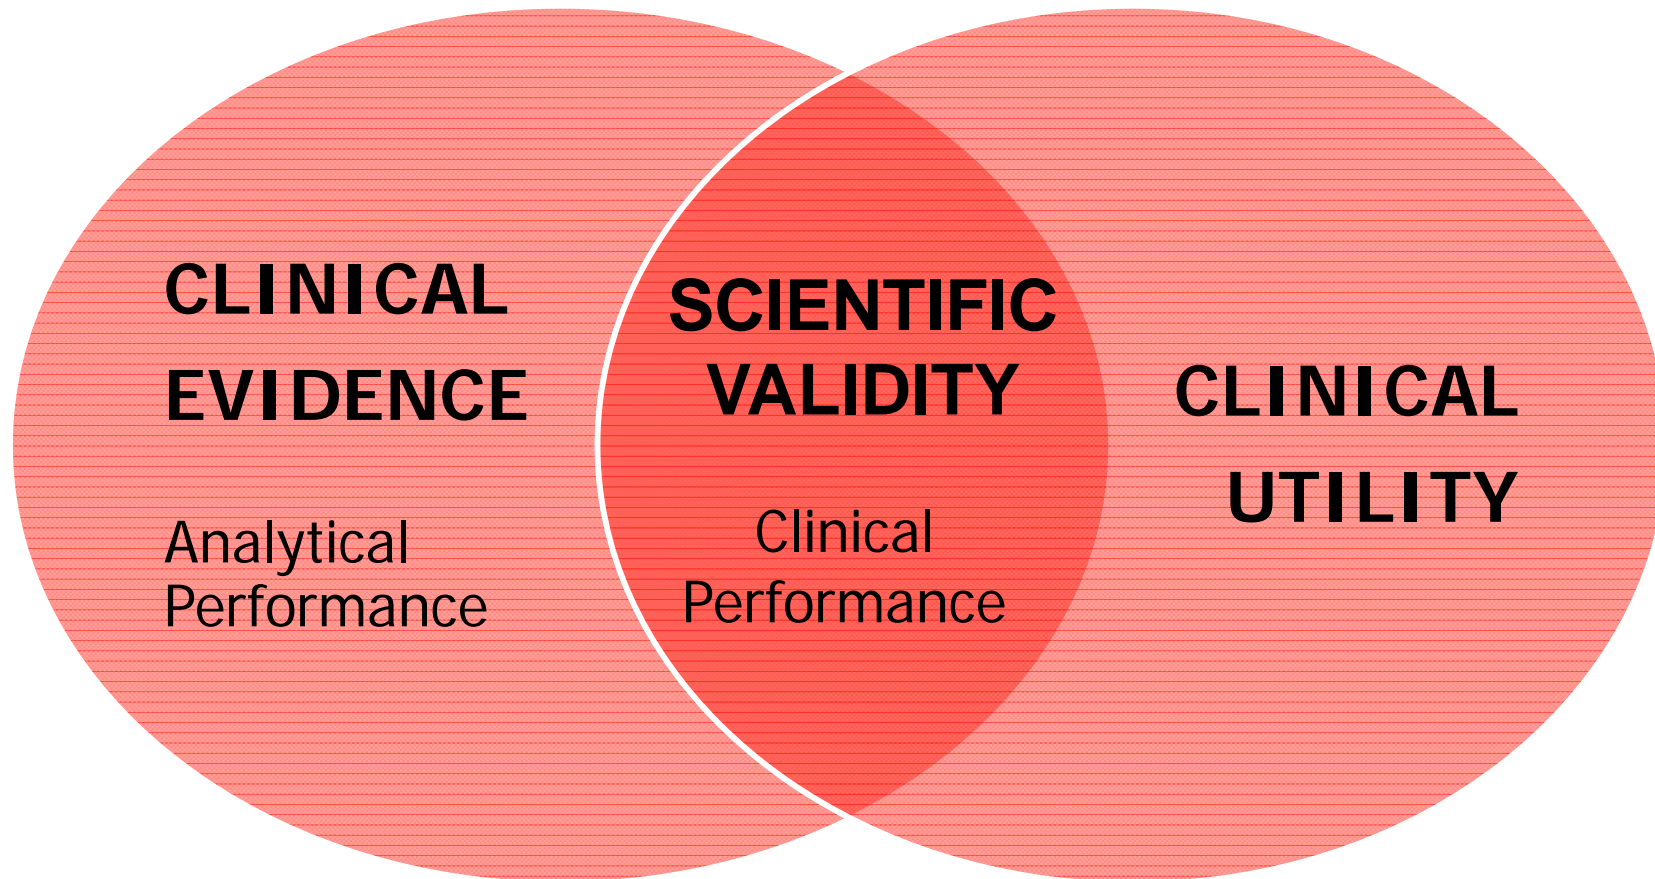 CLINICAL
EVIDENCE
Analytical
Performance
SCIENTIFIC
VALIDITY
Clinical
Performance
CLINICAL
UTILITY